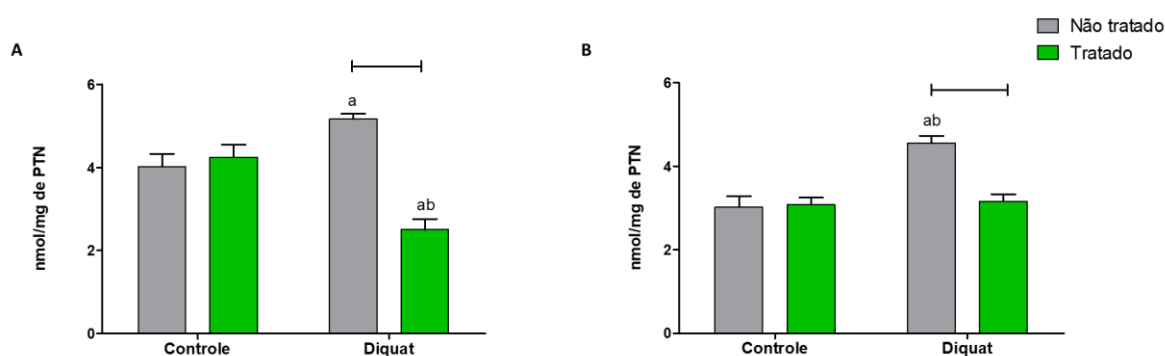 Não tratado
Tratado
A
6
4
2
0
nmol/mg de PTN
a
ab
Controle
Diquat
B
6
4
2
0
nmol/mg de PTN
ab
Controle
Diquat